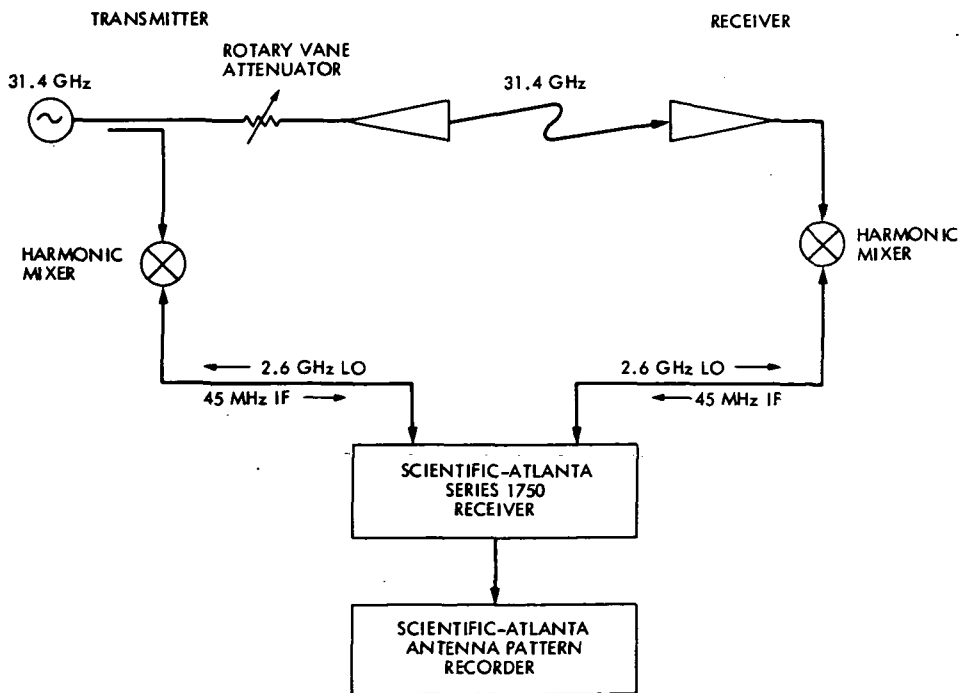 TRANSMITTER
RECEIVER
ROTARY VANE
ATTENUATOR
31.4 GHz
31.4 GHz
HARMONIC
MIXER
HARMONIC
MIXER
2.6 GHz LO
45 MHz IF
2.6 GHz LO
45 MHz IF
SCIENTIFIC-ATLANTA
SERIES 1750
RECEIVER
SCIENTIFIC-ATLANTA
ANTENNA PATTERN
RECORDER